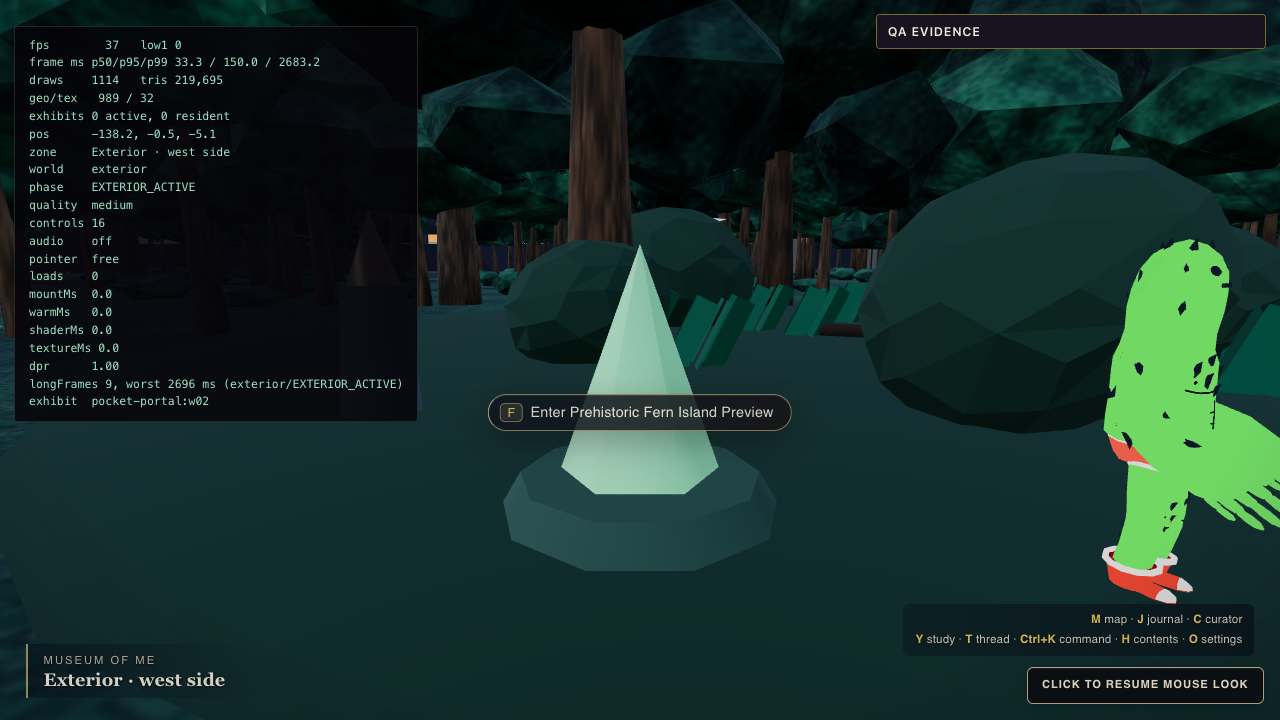 fps 37 low1 0
frame ms p50/p95/p99 33.3 / 150.0 / 2683.2
draws 1114 tris 219,695
geo/tex 989 / 32
exhibits 0 active, 0 resident
pos −138.2, −0.5, −5.1
zone Exterior · west side
world exterior
phase EXTERIOR_ACTIVE
quality medium
controls 16
audio off
pointer free
loads 0
mountMs 0.0
warmMs 0.0
shaderMs 0.0
textureMs 0.0
dpr 1.00
longFrames 9, worst 2696 ms (exterior/EXTERIOR_ACTIVE)
exhibit pocket−portal:w02
QA EVIDENCE
F Enter Prehistoric Fern Island Preview
M map · J journal · C curator
Y study · T thread · Ctrl+K command · H contents · O settings
MUSEUM OF ME
Exterior · west side
CLICK TO RESUME MOUSE LOOK